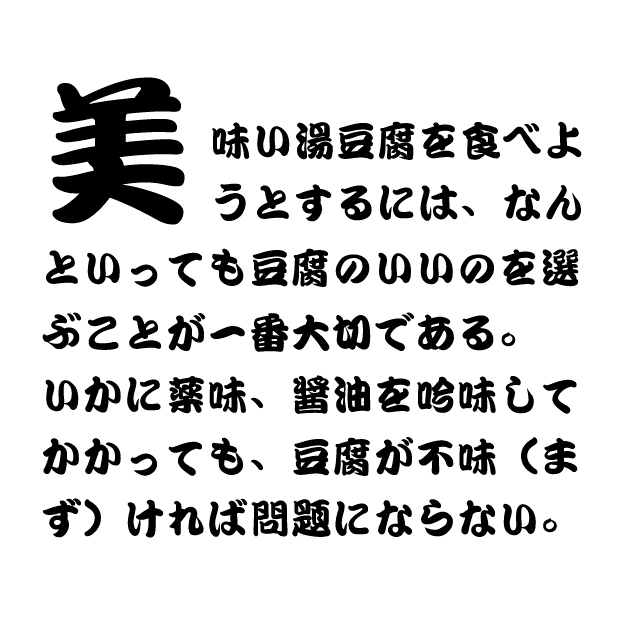 美味い湯豆腐を食べよ
うとするには、なん
といっても豆腐のいいのを選
ぶことが一番大切である。
いかに薬味、醤油を吟味して
かかっても、豆腐が不味（ま
ず）ければ問題にならない。